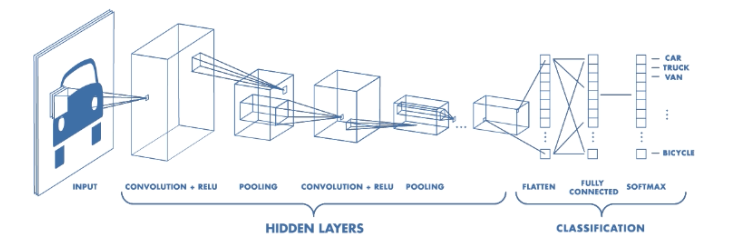 CAR
TRUCK
VAN
BICYCLE
INPUT
CONVOLUTION + RELU
POOLING
CONVOLUTION + RELU
POOLING
FLATTEN
FULLY
CONNECTED
SOFTMAX
HIDDEN LAYERS
CLASSIFICATION